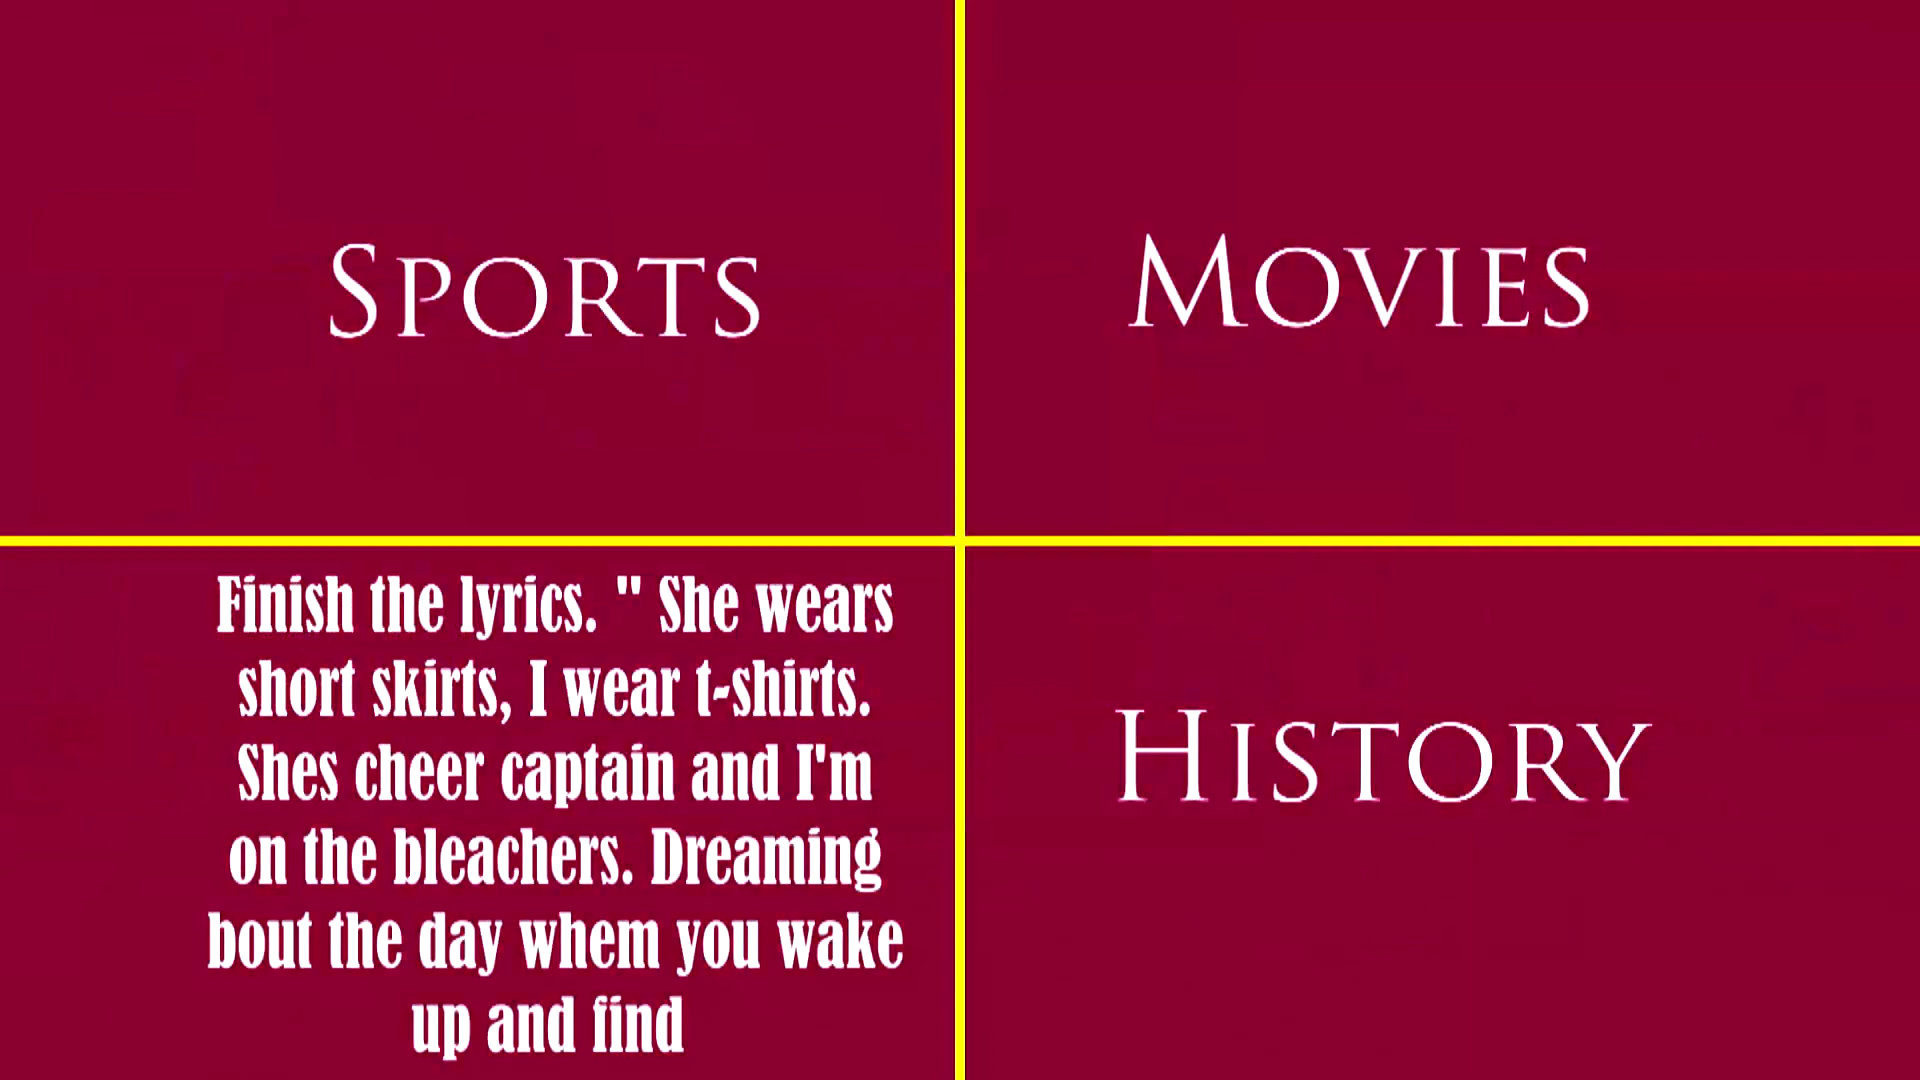 Sports
Movies
Finish the lyrics. " She wears
short skirts, I wear t-shirts.
Shes cheer captain and I'm
on the bleachers. Dreaming
bout the day whem you wake
up and find
History